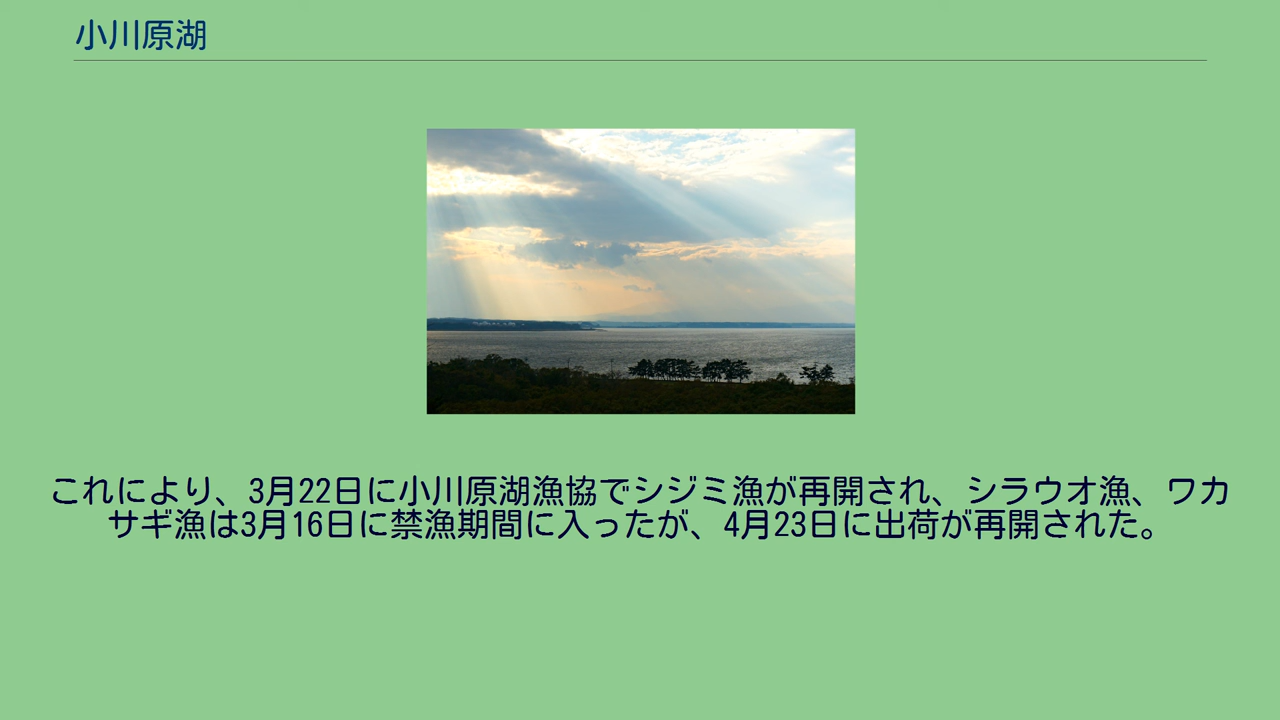 小川原湖
これにより、3月22日に小川原湖漁協でシジミ漁が再開され、シラウオ漁、ワカ
サギ漁は3月16日に禁漁期間に入ったが、4月23日に出荷が再開された。